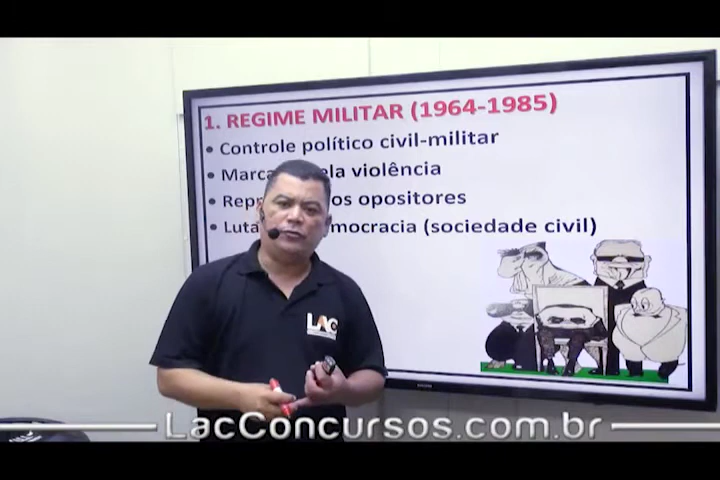 1. REGIME MILITAR (1964-1985)
• Controle político civil-militar
• Marca ela violência
• Repr os opositores
• Luta mocracia (sociedade civil)
LAC
LacConcursos.com.br